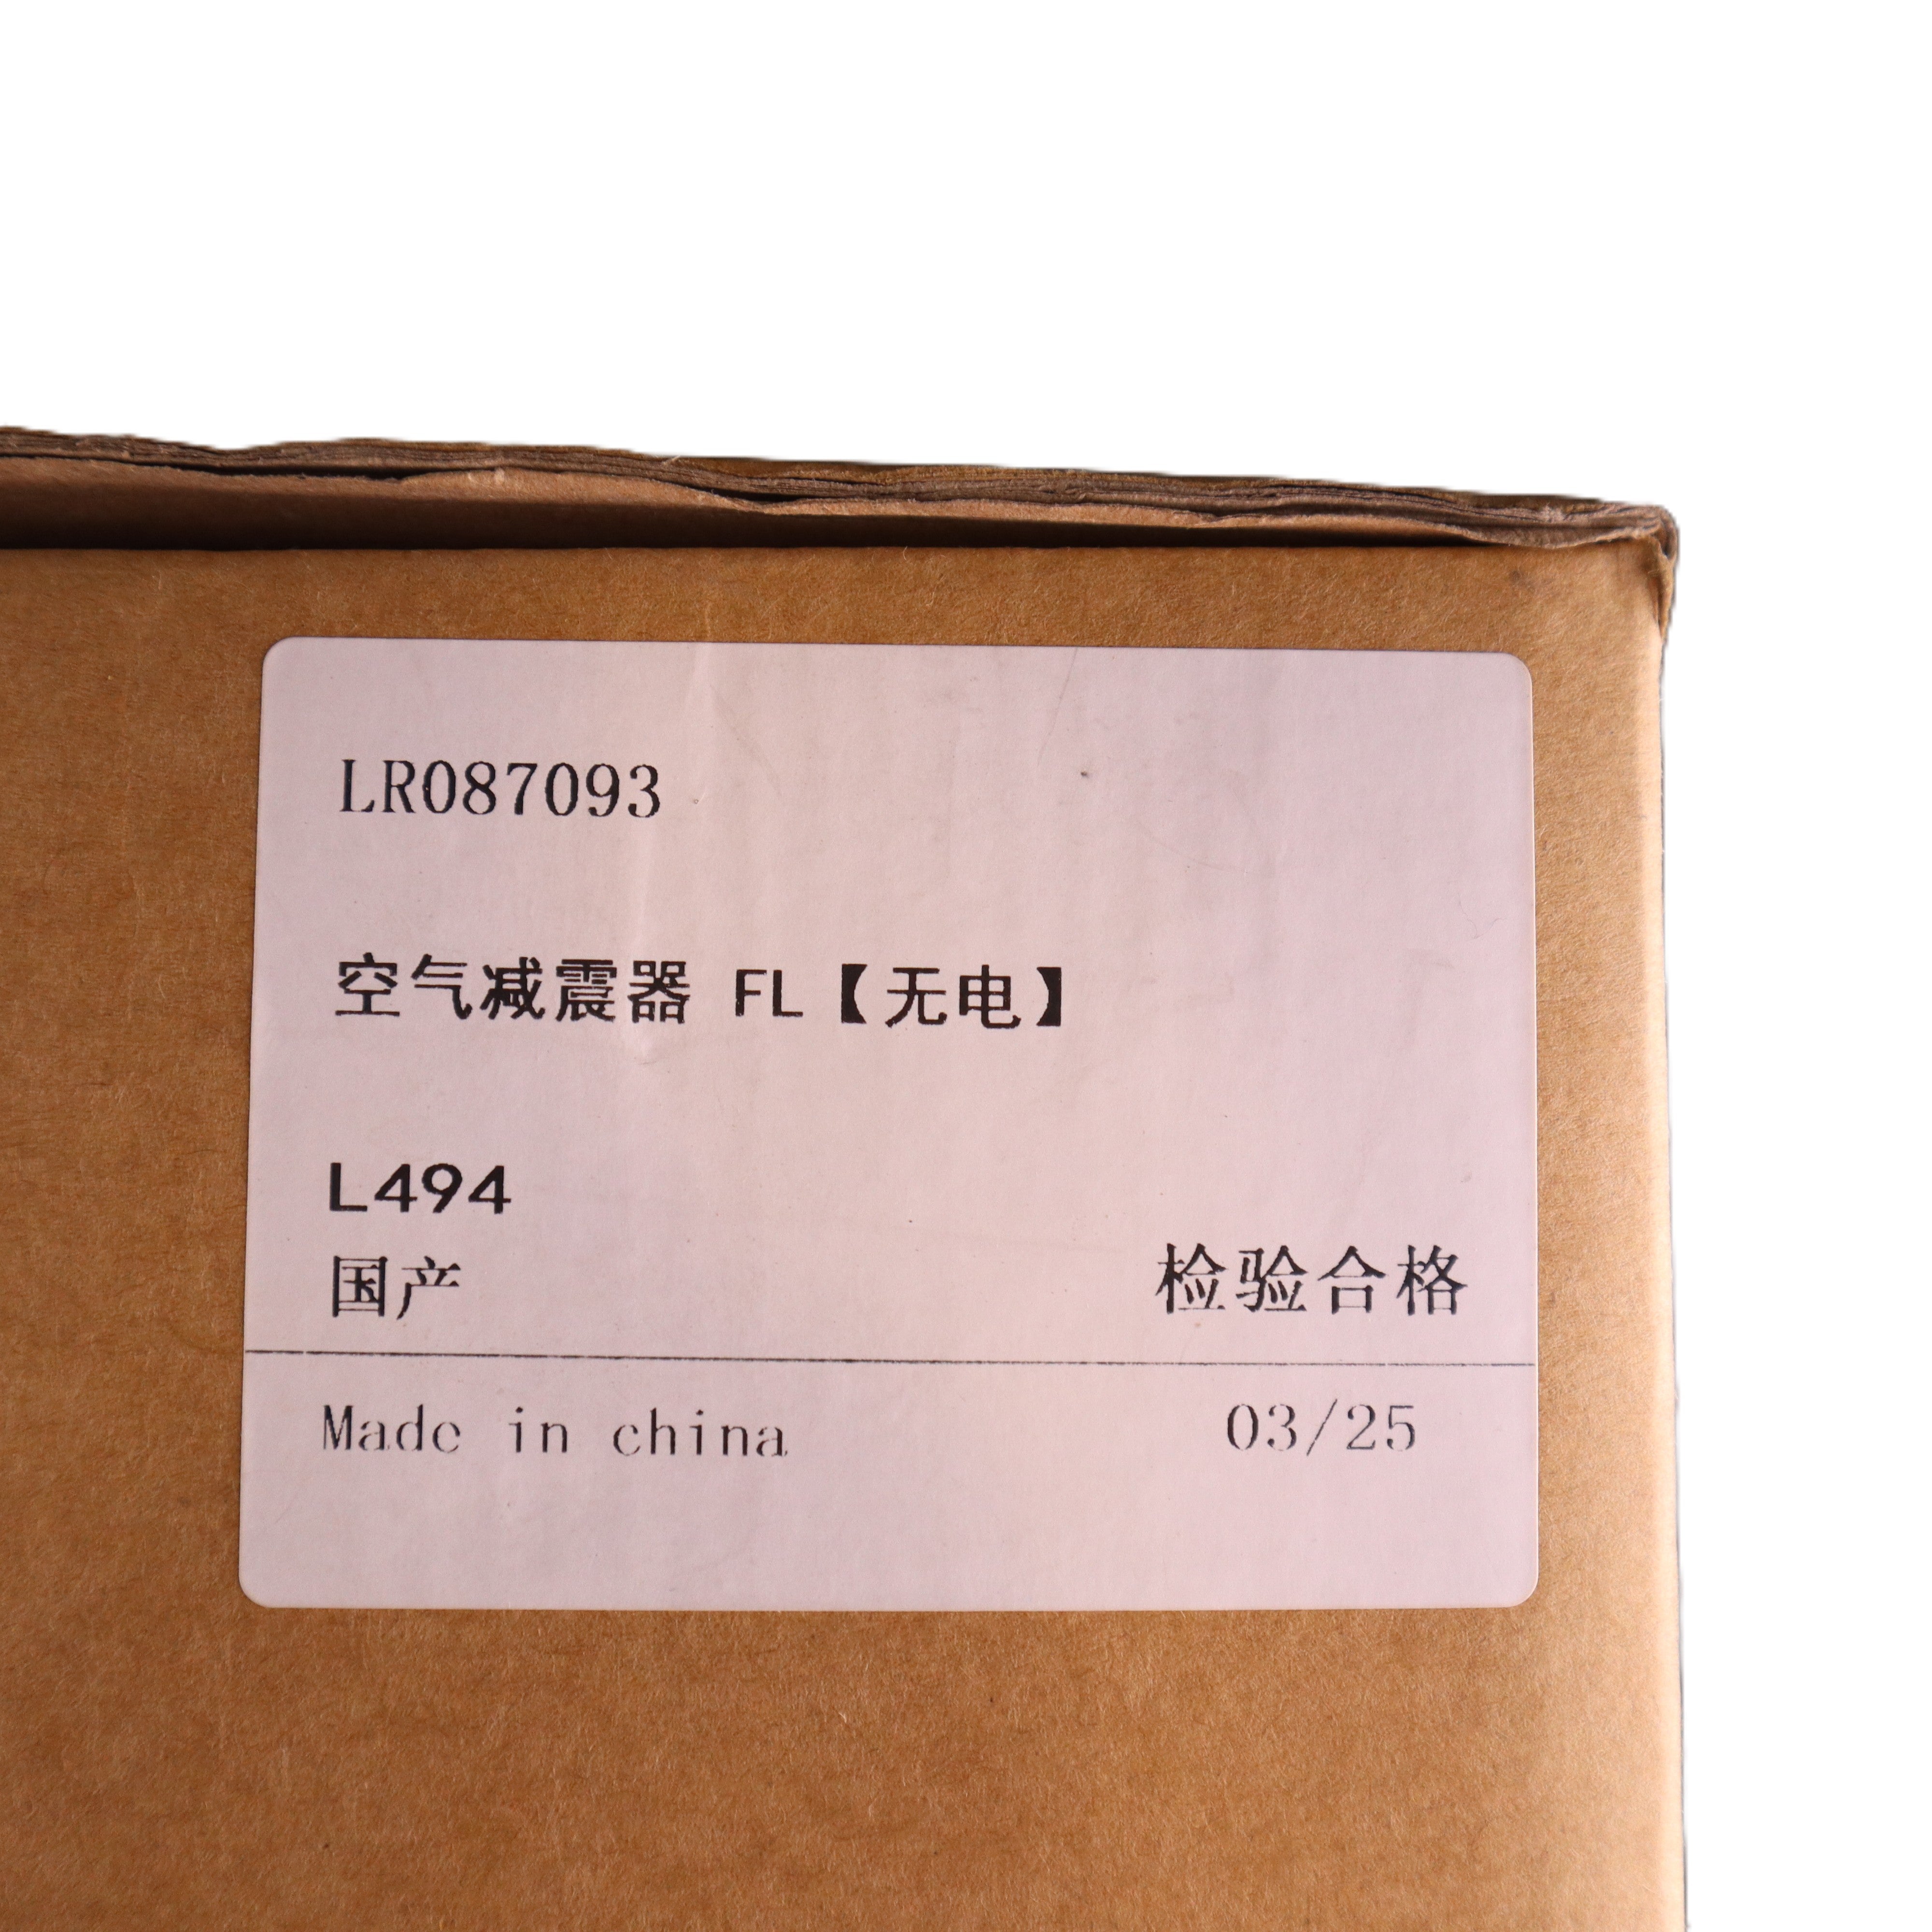 LR087093
空气减震器 FL【无电】
L494
国产 检验合格
Made in china 03/25